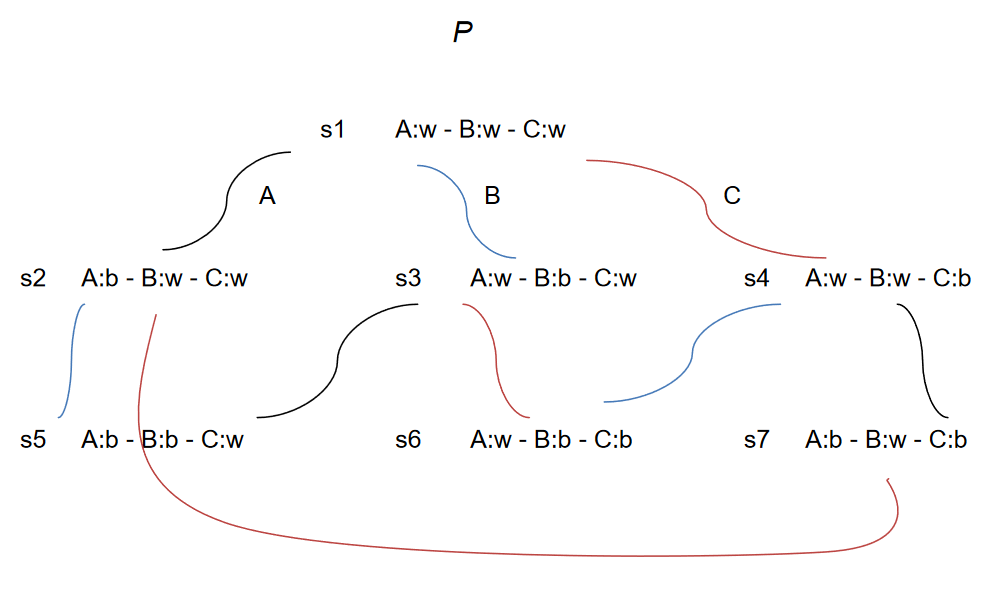 P
s1 A:w - B:w - C:w
A B C
s2 A:b - B:w - C:w s3 A:w - B:b - C:w s4 A:w - B:w - C:b
s5 A:b - B:b - C:w s6 A:w - B:b - C:b s7 A:b - B:w - C:b